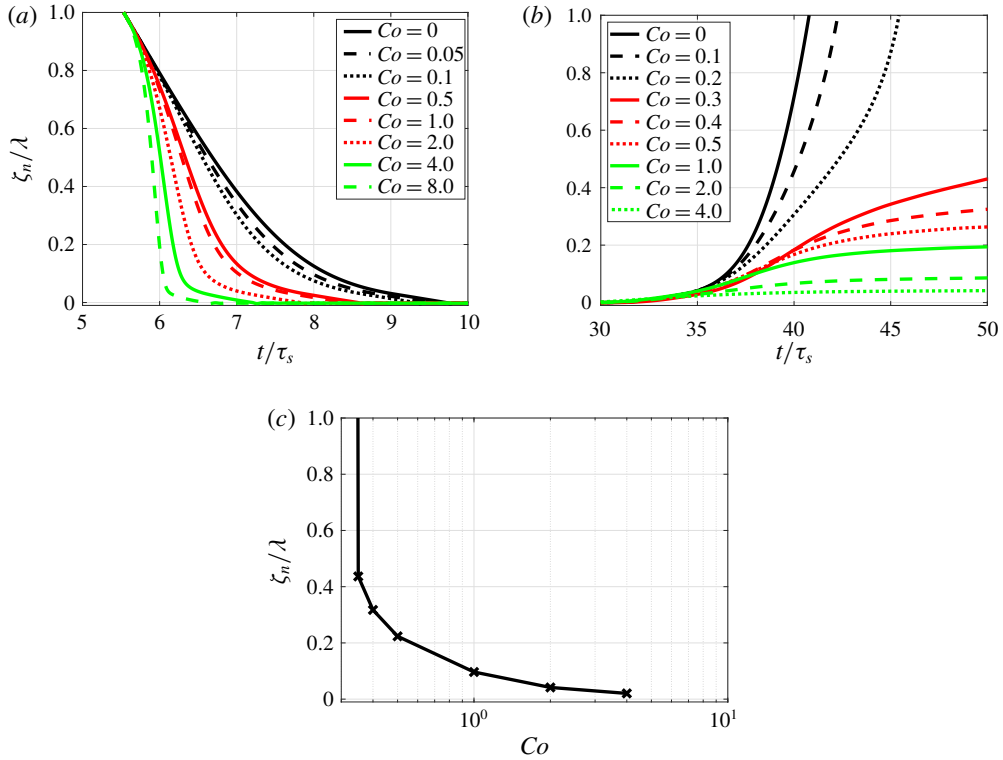 (a)
1.0
0.8
0.6
0.4
0.2
0
ζn/λ
5
6
7
8
9
10
t/τs
Co = 0
Co = 0.05
Co = 0.1
Co = 0.5
Co = 1.0
Co = 2.0
Co = 4.0
Co = 8.0
(b)
1.0
0.8
0.6
0.4
0.2
0
30
35
40
45
50
t/τs
Co = 0
Co = 0.1
Co = 0.2
Co = 0.3
Co = 0.4
Co = 0.5
Co = 1.0
Co = 2.0
Co = 4.0
(c)
1.0
0.8
0.6
0.4
0.2
0
ζn/λ
10^0
10^1
Co